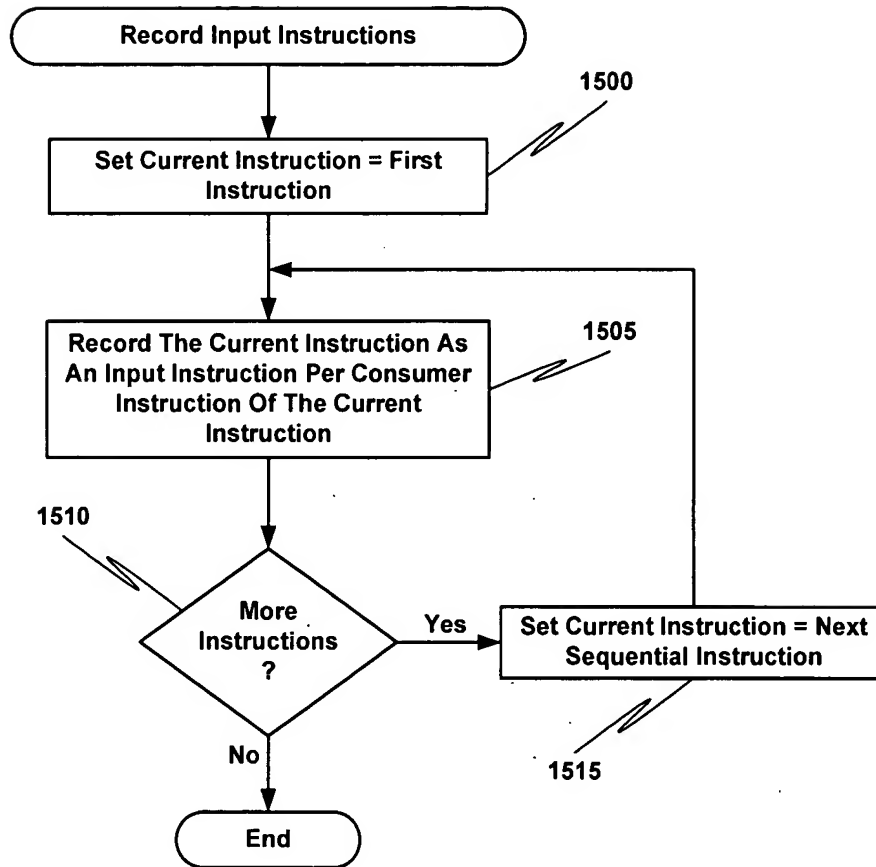 Record Input Instructions
1500
Set Current Instruction = First
Instruction
Record The Current Instruction As
An Input Instruction Per Consumer
Instruction Of The Current
Instruction
1505
1510
More
Instructions
?
Yes
Set Current Instruction = Next
Sequential Instruction
No
1515
End